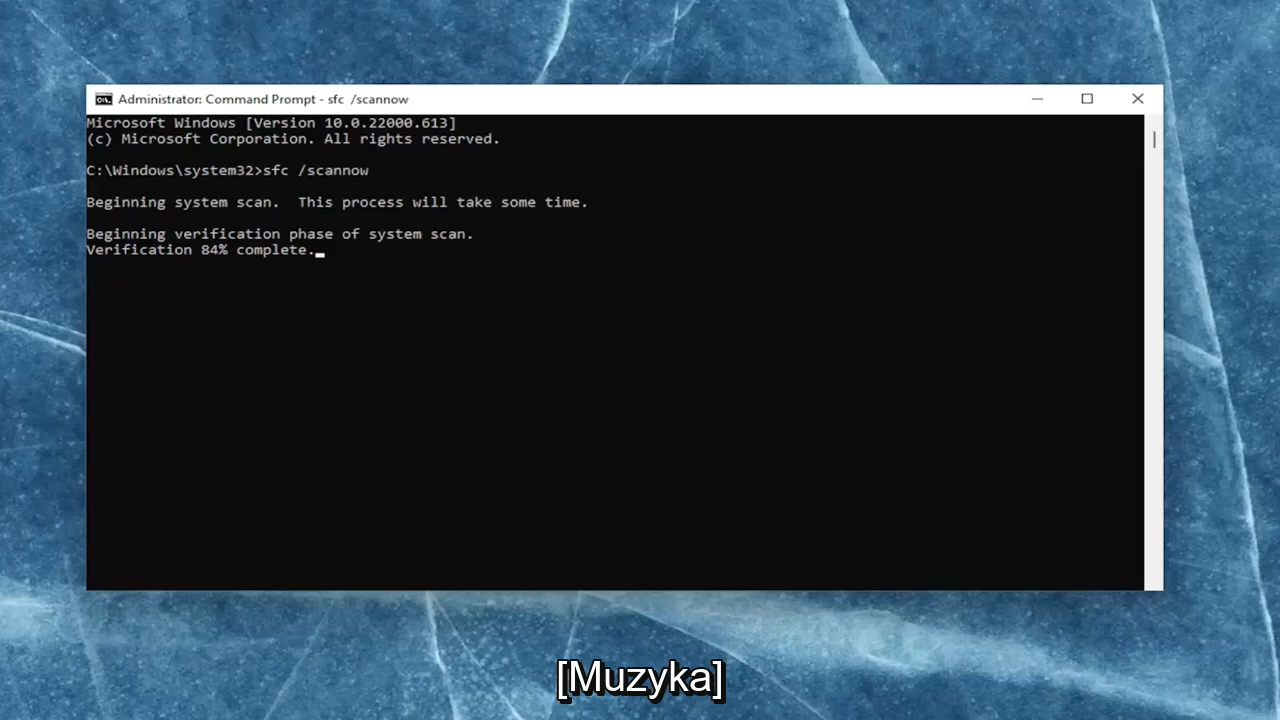 Administrator: Command Prompt - sfc  /scannow
Microsoft Windows [Version 10.0.22000.613]
(c) Microsoft Corporation. All rights reserved.
C:\Windows\system32>sfc /scannow
Beginning system scan.  This process will take some time.
Beginning verification phase of system scan.
Verification 84% complete.
[Muzyka]